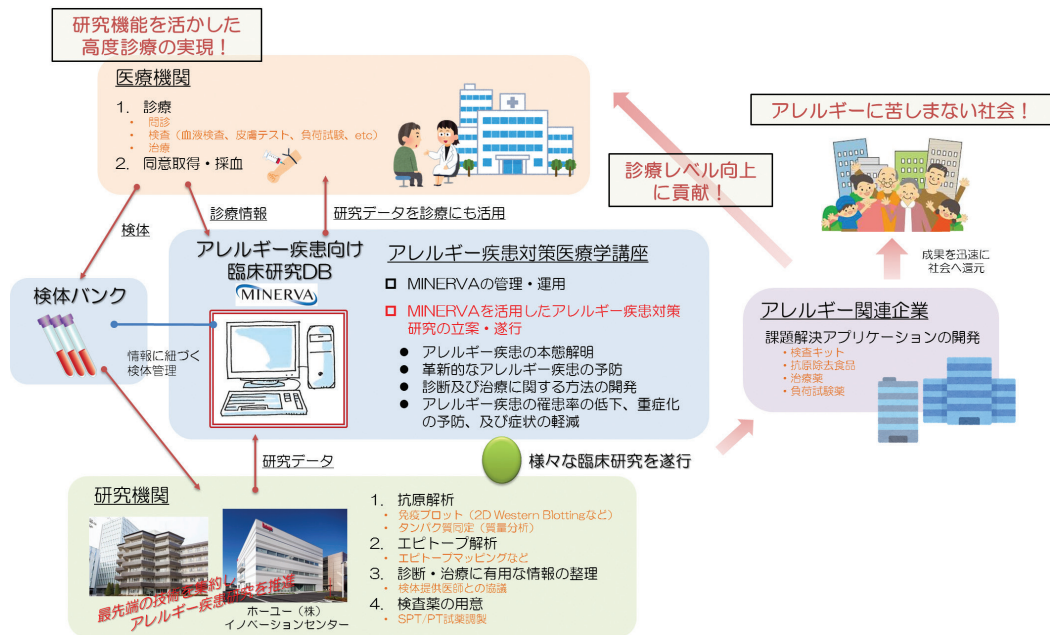 研究機能を活かした
高度診療の実現！
医療機関
1. 診療
・ 問診
・ 検査（血液検査、皮膚テスト、負荷試験、etc）
・ 治療
2. 同意取得・採血
検体
診療情報
研究データを診療にも活用
診療レベル向上
に貢献！
アレルギーに苦しまない社会！
成果を迅速に
社会へ還元
検体バンク
情報に紐づく
検体管理
アレルギー疾患向け
臨床研究DB
MINERVA
アレルギー疾患対策医療学講座
MINERVAの管理・運用
MINERVAを活用したアレルギー疾患対策
研究の立案・遂行
● アレルギー疾患の本態解明
● 革新的なアレルギー疾患の予防
● 診断及び治療に関する方法の開発
● アレルギー疾患の罹患率の低下、重症化
の予防、及び症状の軽減
アレルギー関連企業
課題解決アプリケーションの開発
・ 検査キット
・ 抗原除去食品
・ 治療薬
・ 負荷試験薬
研究データ
様々な臨床研究を遂行
研究機関
最先端の技術を集約し
アレルギー疾患研究を推進！
ホーユー（株）
イノベーションセンター
1. 抗原解析
・ 免疫ブロット（2D Western Blottingなど）
・ タンパク質同定（質量分析）
2. エピトープ解析
・ エピトープマッピングなど
3. 診断・治療に有用な情報の整理
・ 検体提供医師との協議
4. 検査薬の用意
・ SPT/PT試薬調製